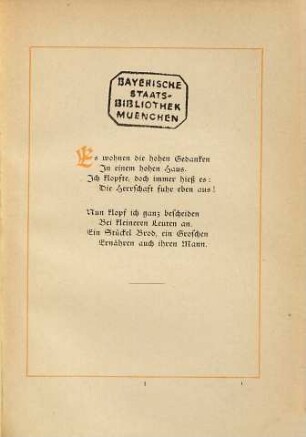 BAYERISCHE
STAATS-
BIBLIOTHEK
MUENCHEN
Es wohnen die hohen Gedanken
In einem hohen Haus.
Ich klopfte, doch immer hieß es:
Die Herrschaft fuhr eben aus!
Nun klopf ich ganz bescheiden
Bei kleineren Leuten an.
Ein Stückel Brod, ein Groschen
Ernähren auch ihren Mann.
1 1